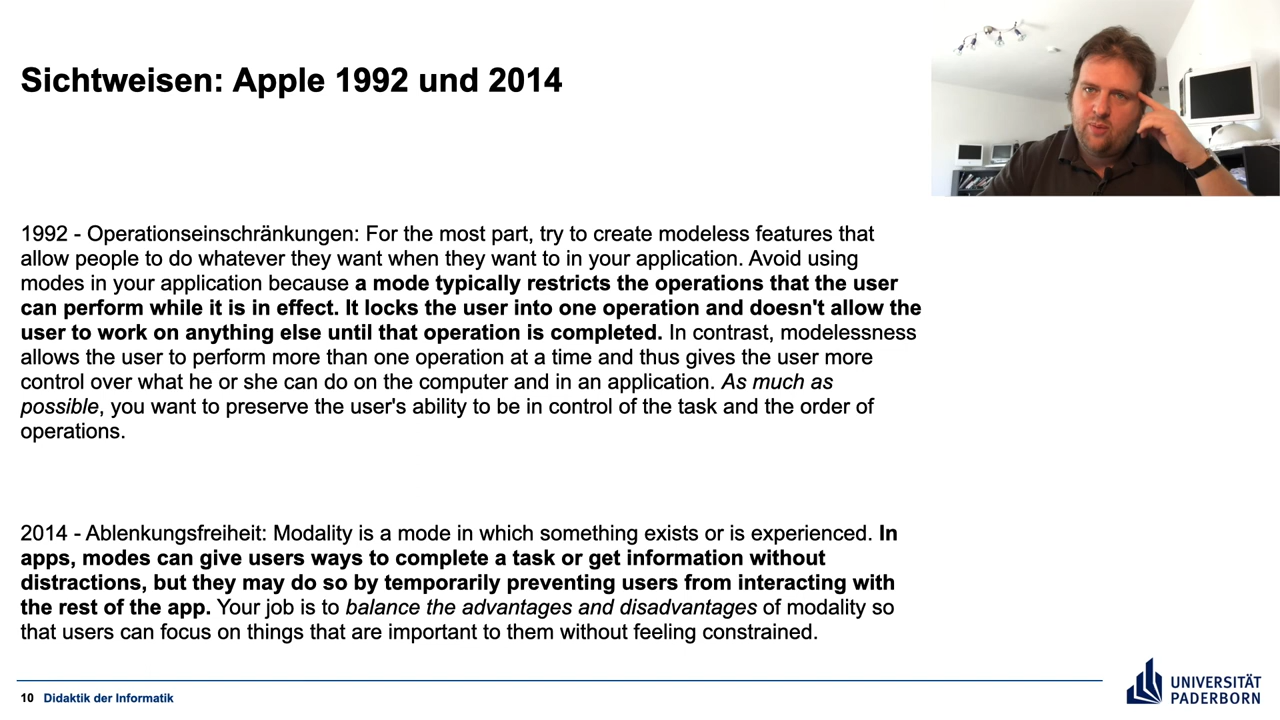 Sichtweisen: Apple 1992 und 2014
1992 - Operationseinschränkungen: For the most part, try to create modeless features that
allow people to do whatever they want when they want to in your application. Avoid using
modes in your application because a mode typically restricts the operations that the user
can perform while it is in effect. It locks the user into one operation and doesn't allow the
user to work on anything else until that operation is completed. In contrast, modelessness
allows the user to perform more than one operation at a time and thus gives the user more
control over what he or she can do on the computer and in an application. As much as
possible, you want to preserve the user's ability to be in control of the task and the order of
operations.
2014 - Ablenkungsfreiheit: Modality is a mode in which something exists or is experienced. In
apps, modes can give users ways to complete a task or get information without
distractions, but they may do so by temporarily preventing users from interacting with
the rest of the app. Your job is to balance the advantages and disadvantages of modality so
that users can focus on things that are important to them without feeling constrained.
10 Didaktik der Informatik
UNIVERSITÄT
PADERBORN